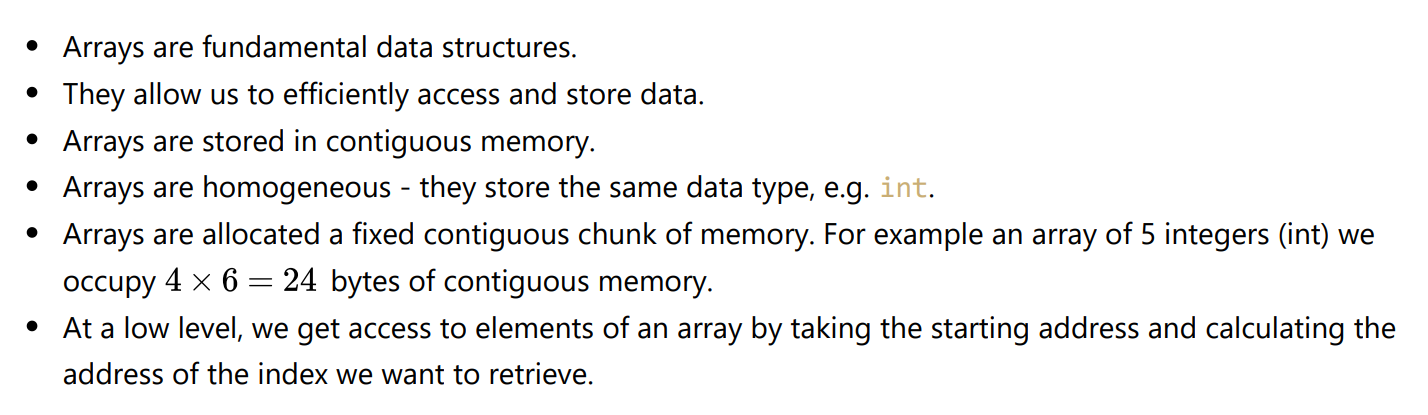 • Arrays are fundamental data structures.
• They allow us to efficiently access and store data.
• Arrays are stored in contiguous memory.
• Arrays are homogeneous - they store the same data type, e.g. int.
• Arrays are allocated a fixed contiguous chunk of memory. For example an array of 5 integers (int) we
occupy 4 × 6 = 24 bytes of contiguous memory.
• At a low level, we get access to elements of an array by taking the starting address and calculating the
address of the index we want to retrieve.